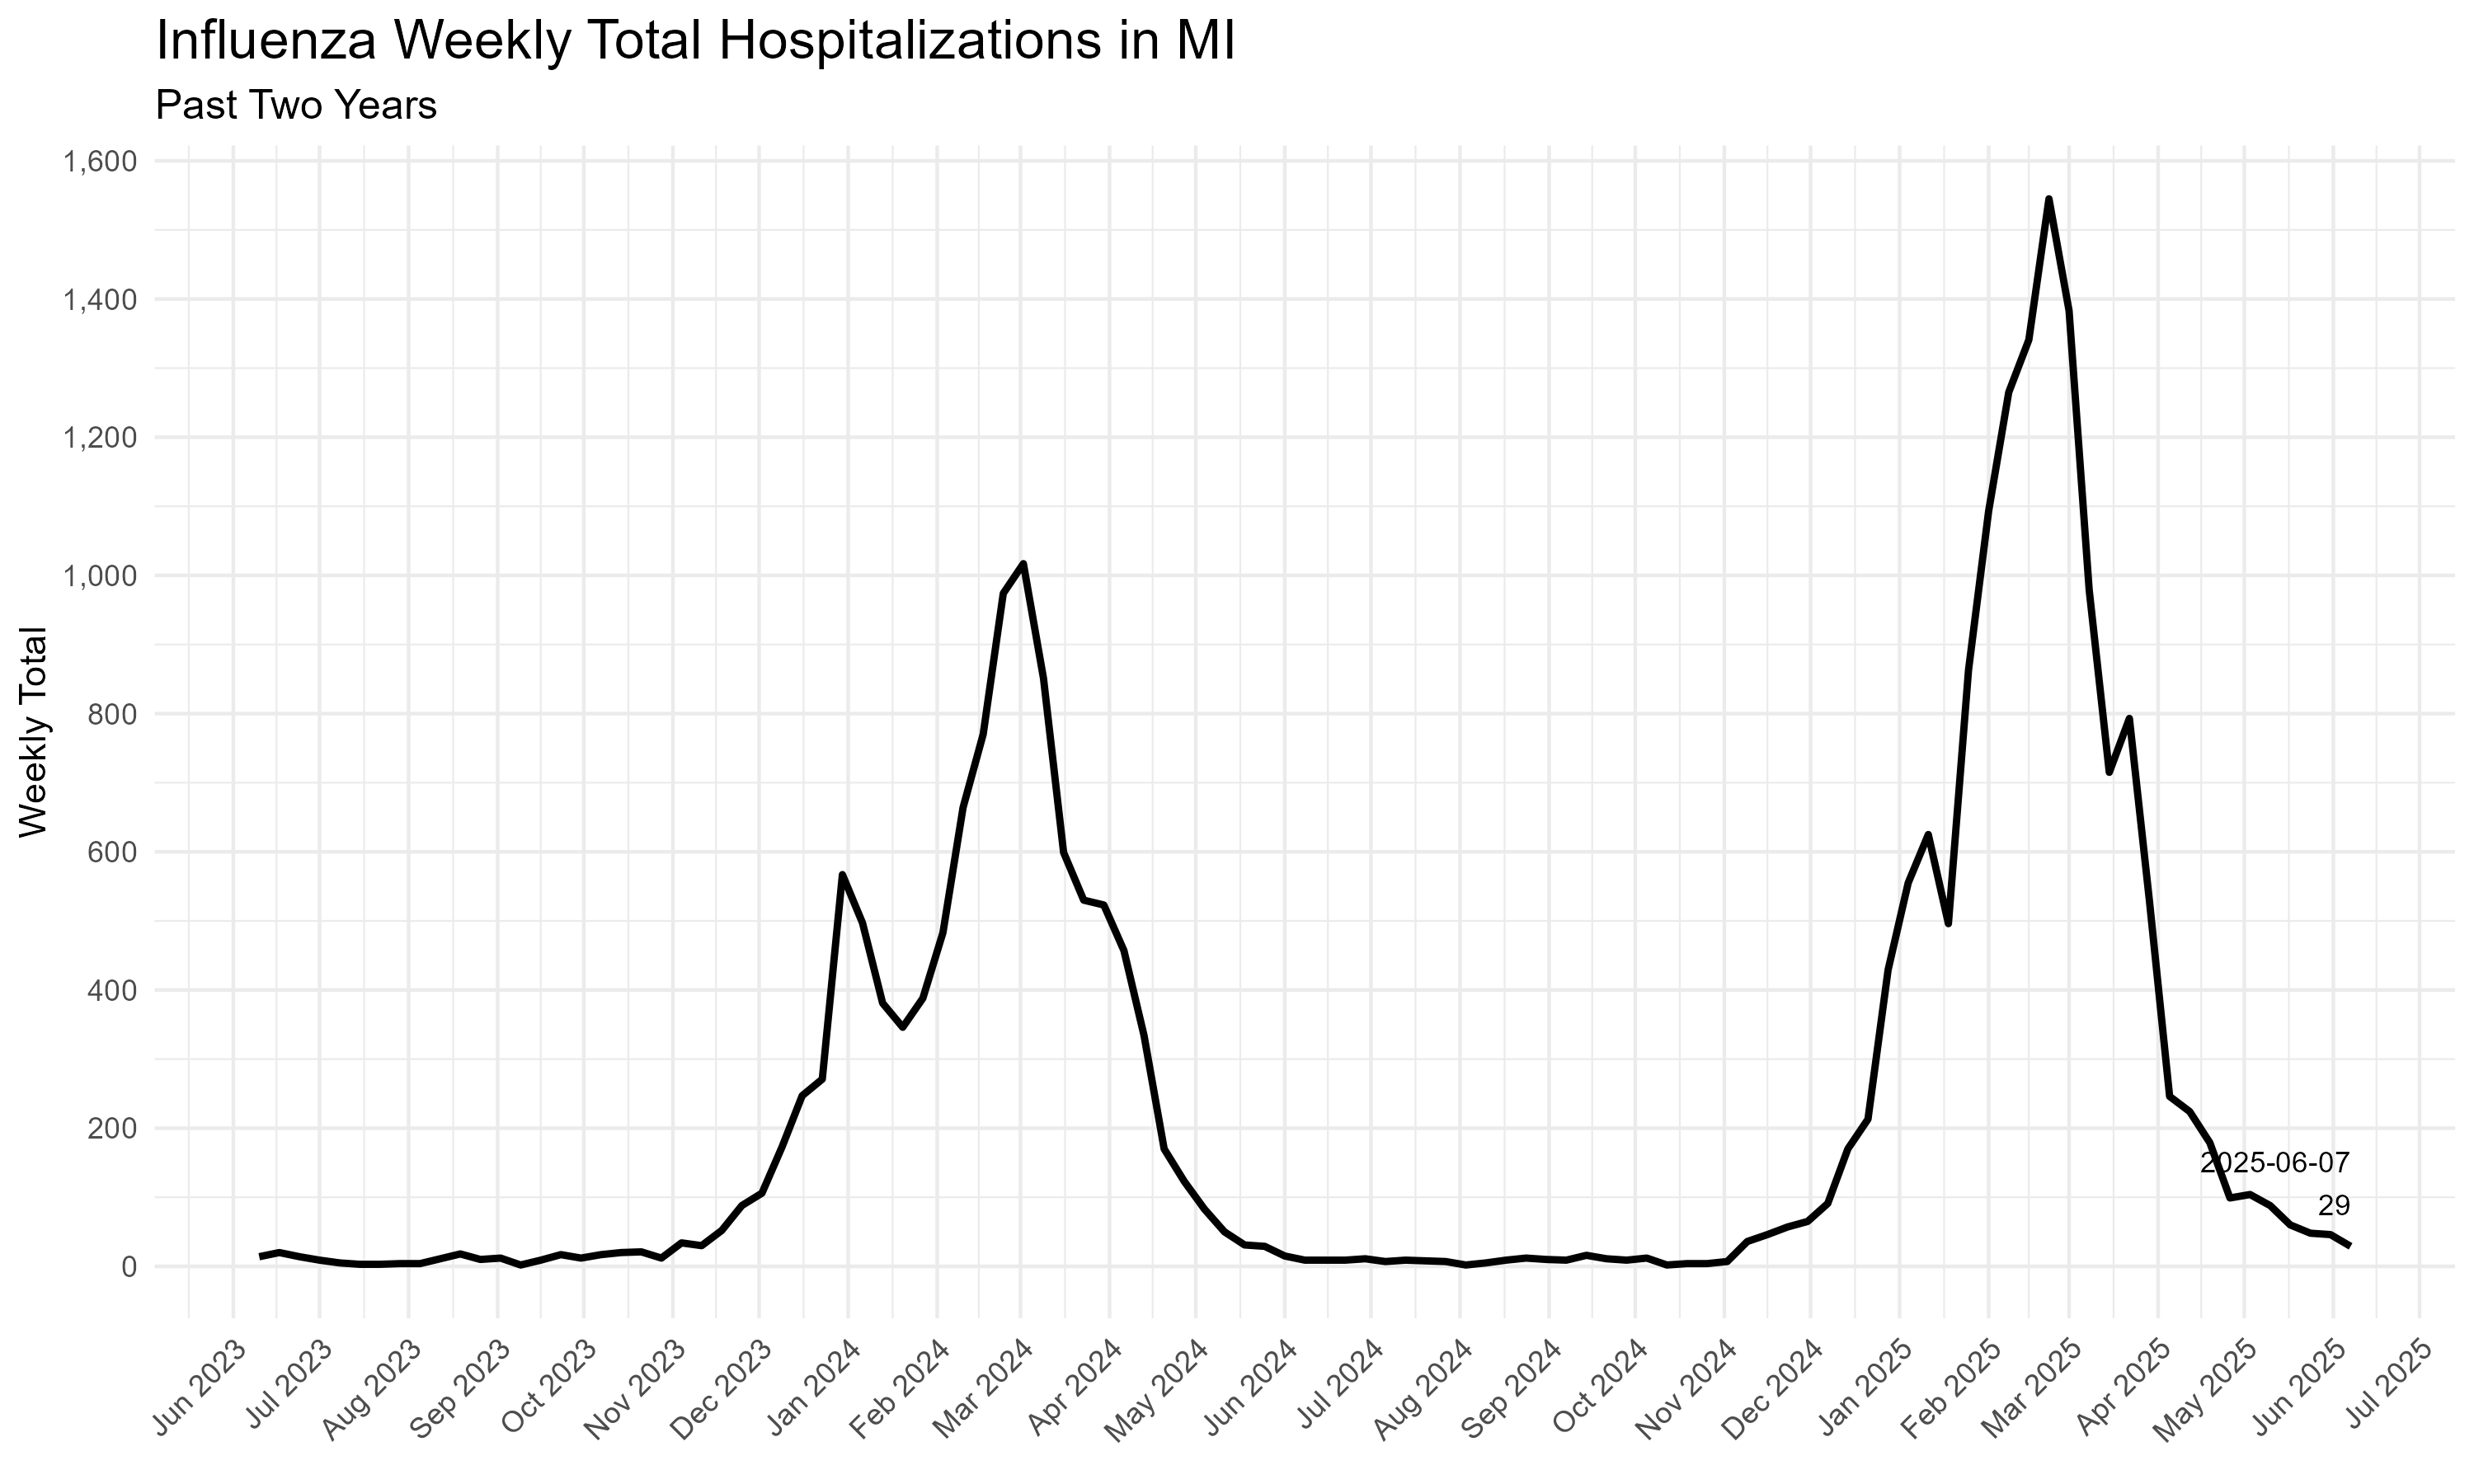 Influenza Weekly Total Hospitalizations in MI
Past Two Years
Weekly Total
1,600
1,400
1,200
1,000
800
600
400
200
0
2025-06-07
29
Jun 2023
Jul 2023
Aug 2023
Sep 2023
Oct 2023
Nov 2023
Dec 2023
Jan 2024
Feb 2024
Mar 2024
Apr 2024
May 2024
Jun 2024
Jul 2024
Aug 2024
Sep 2024
Oct 2024
Nov 2024
Dec 2024
Jan 2025
Feb 2025
Mar 2025
Apr 2025
May 2025
Jun 2025
Jul 2025